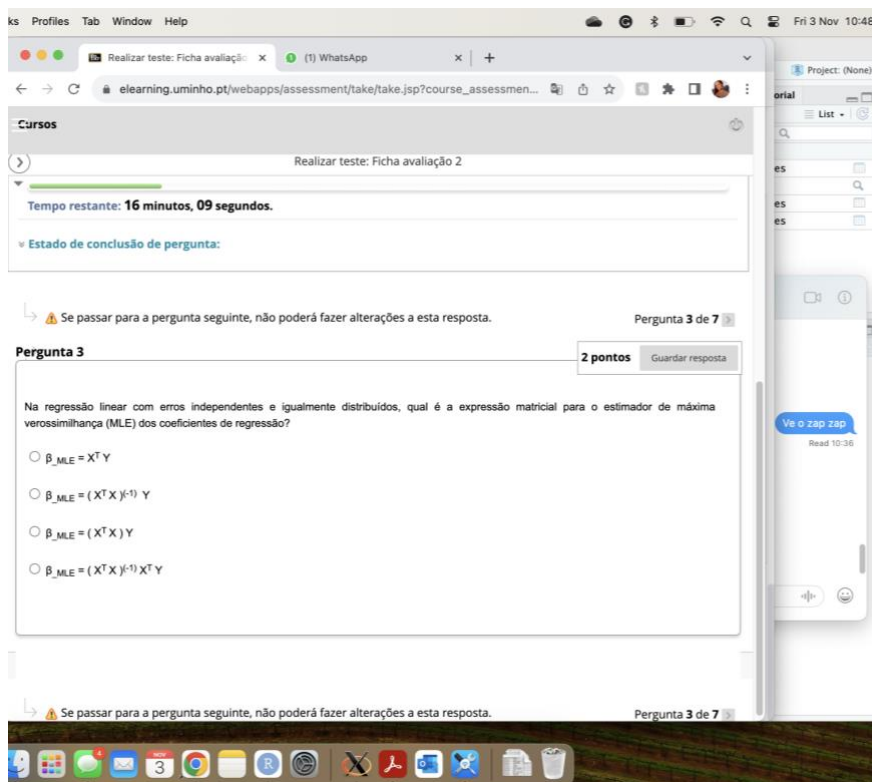 ks Profiles Tab Window Help Fri 3 Nov 10:48
Realizar teste: Ficha avaliação (1) WhatsApp
Project: (None)
elearning.uminho.pt/webapps/assessment/take/take.jsp?course_assessmen...
orial
List
Cursos
Realizar teste: Ficha avaliação 2
es
Tempo restante: 16 minutos, 09 segundos.
es
es
Estado de conclusão de pergunta:
Se passar para a pergunta seguinte, não poderá fazer alterações a esta resposta. Pergunta 3 de 7
Pergunta 3 2 pontos Guardar resposta
Na regressão linear com erros independentes e igualmente distribuídos, qual é a expressão matricial para o estimador de máxima
verossimilhança (MLE) dos coeficientes de regressão?
Ve o zap zap
Read 10:36
β_MLE = Xᵀ Y
β_MLE = ( Xᵀ X )⁽⁻¹⁾ Y
β_MLE = ( Xᵀ X ) Y
β_MLE = ( Xᵀ X )⁽⁻¹⁾ Xᵀ Y
Se passar para a pergunta seguinte, não poderá fazer alterações a esta resposta. Pergunta 3 de 7
4
NOV
3
R
X